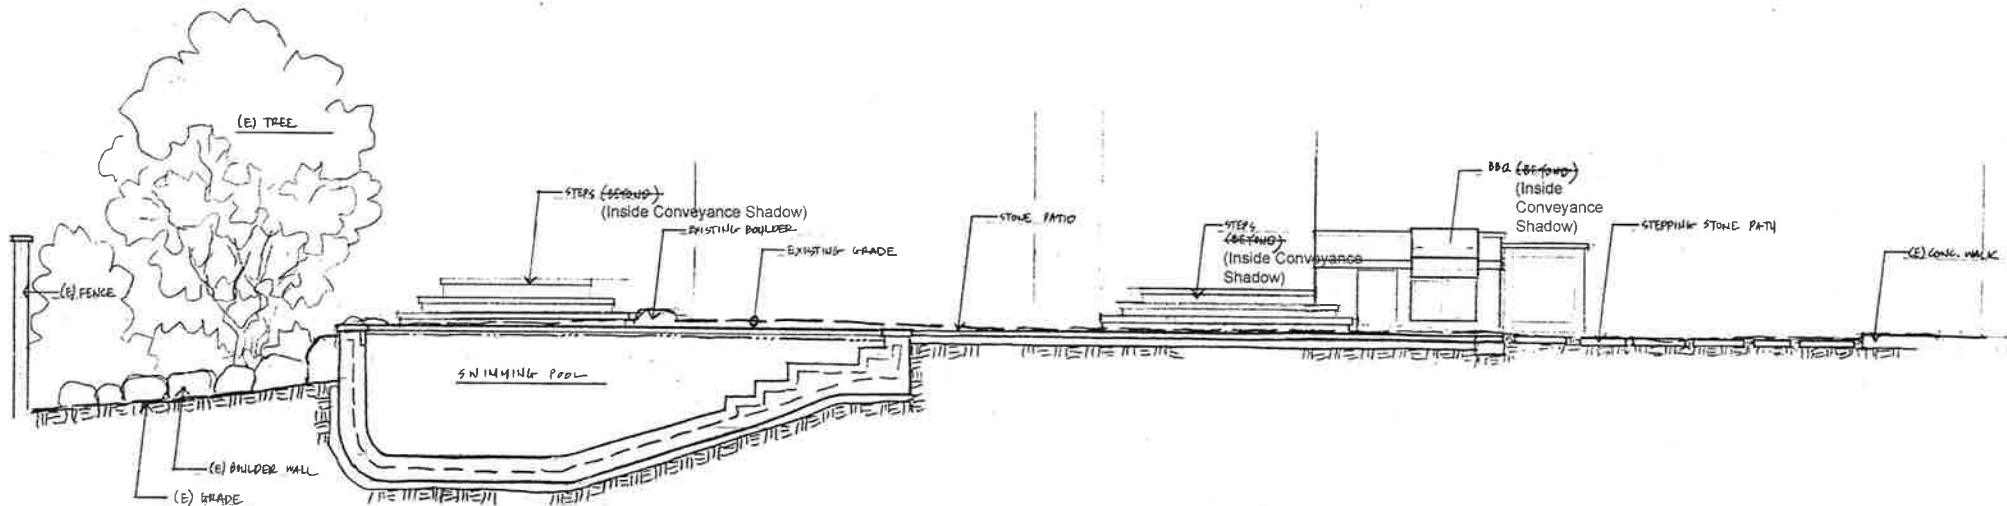 (E) TREE
STEPS (BEYOND)
(Inside Conveyance Shadow)
EXISTING BOULDER
EXISTING GRADE
STONE PATIO
STEPS
(BEYOND)
(Inside Conveyance
Shadow)
BBQ (BEYOND)
(Inside
Conveyance
Shadow)
STEPPING STONE PATH
(E) CONC. WALK
(E) FENCE
SWIMMING POOL
(E) BOULDER WALL
(E) GRADE